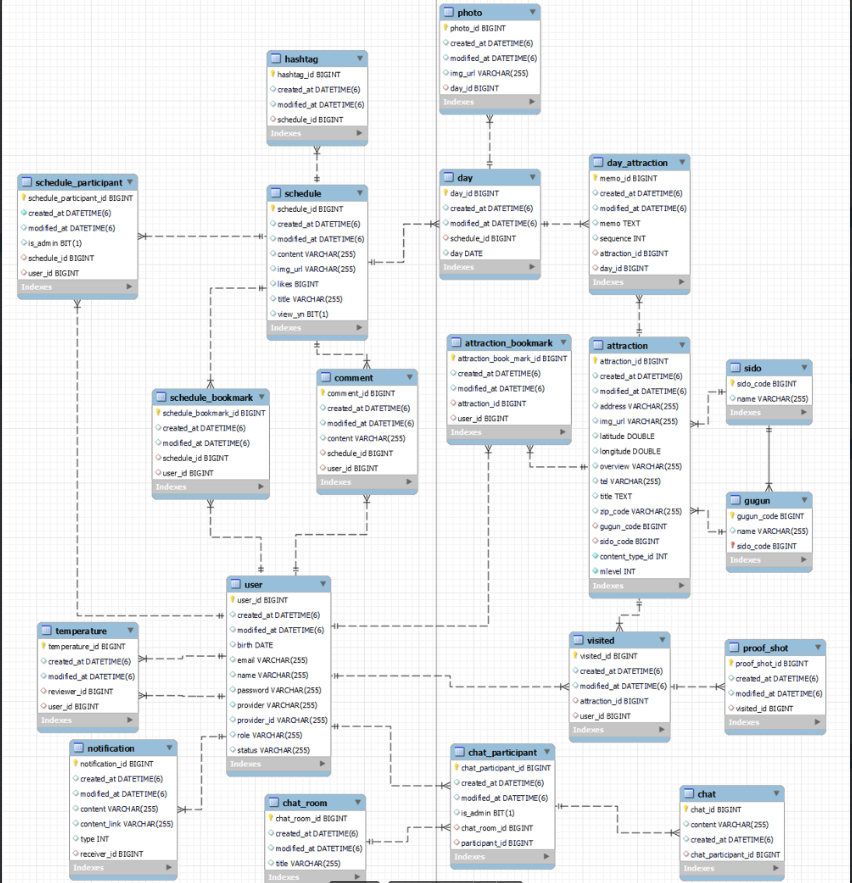 photo
photo_id BIGINT
created_at DATETIME(6)
modified_at DATETIME(6)
img_url VARCHAR(255)
day_id BIGINT
Indexes
hashtag
hashtag_id BIGINT
created_at DATETIME(6)
modified_at DATETIME(6)
schedule_id BIGINT
Indexes
schedule_participant
schedule_participant_id BIGINT
created_at DATETIME(6)
modified_at DATETIME(6)
is_admin BIT(1)
schedule_id BIGINT
user_id BIGINT
Indexes
schedule
schedule_id BIGINT
created_at DATETIME(6)
modified_at DATETIME(6)
content VARCHAR(255)
img_url VARCHAR(255)
likes BIGINT
title VARCHAR(255)
view_yn BIT(1)
Indexes
day
day_id BIGINT
created_at DATETIME(6)
modified_at DATETIME(6)
schedule_id BIGINT
day DATE
Indexes
day_attraction
memo_id BIGINT
created_at DATETIME(6)
modified_at DATETIME(6)
memo TEXT
sequence INT
attraction_id BIGINT
day_id BIGINT
Indexes
schedule_bookmark
schedule_bookmark_id BIGINT
created_at DATETIME(6)
modified_at DATETIME(6)
schedule_id BIGINT
user_id BIGINT
Indexes
comment
comment_id BIGINT
created_at DATETIME(6)
modified_at DATETIME(6)
content VARCHAR(255)
schedule_id BIGINT
user_id BIGINT
Indexes
attraction_bookmark
attraction_book_mark_id BIGINT
created_at DATETIME(6)
modified_at DATETIME(6)
attraction_id BIGINT
user_id BIGINT
Indexes
attraction
attraction_id BIGINT
created_at DATETIME(6)
modified_at DATETIME(6)
address VARCHAR(255)
img_url VARCHAR(255)
latitude DOUBLE
longitude DOUBLE
overview VARCHAR(255)
tel VARCHAR(255)
title TEXT
zip_code VARCHAR(255)
gugun_code BIGINT
sido_code BIGINT
content_type_id INT
mlevel INT
Indexes
sido
sido_code BIGINT
name VARCHAR(255)
Indexes
gugun
gugun_code BIGINT
name VARCHAR(255)
sido_code BIGINT
Indexes
user
user_id BIGINT
created_at DATETIME(6)
modified_at DATETIME(6)
birth DATE
email VARCHAR(255)
name VARCHAR(255)
password VARCHAR(255)
provider VARCHAR(255)
provider_id VARCHAR(255)
role VARCHAR(255)
status VARCHAR(255)
Indexes
temperature
temperature_id BIGINT
created_at DATETIME(6)
modified_at DATETIME(6)
reviewer_id BIGINT
user_id BIGINT
Indexes
visited
visited_id BIGINT
created_at DATETIME(6)
modified_at DATETIME(6)
attraction_id BIGINT
user_id BIGINT
Indexes
proof_shot
proof_shot_id BIGINT
created_at DATETIME(6)
modified_at DATETIME(6)
visited_id BIGINT
Indexes
notification
notification_id BIGINT
created_at DATETIME(6)
modified_at DATETIME(6)
content VARCHAR(255)
content_link VARCHAR(255)
type INT
receiver_id BIGINT
Indexes
chat_room
chat_room_id BIGINT
created_at DATETIME(6)
modified_at DATETIME(6)
title VARCHAR(255)
Indexes
chat_participant
chat_participant_id BIGINT
created_at DATETIME(6)
modified_at DATETIME(6)
is_admin BIT(1)
chat_room_id BIGINT
participant_id BIGINT
Indexes
chat
chat_id BIGINT
content VARCHAR(255)
created_at DATETIME(6)
chat_participant_id BIGINT
Indexes